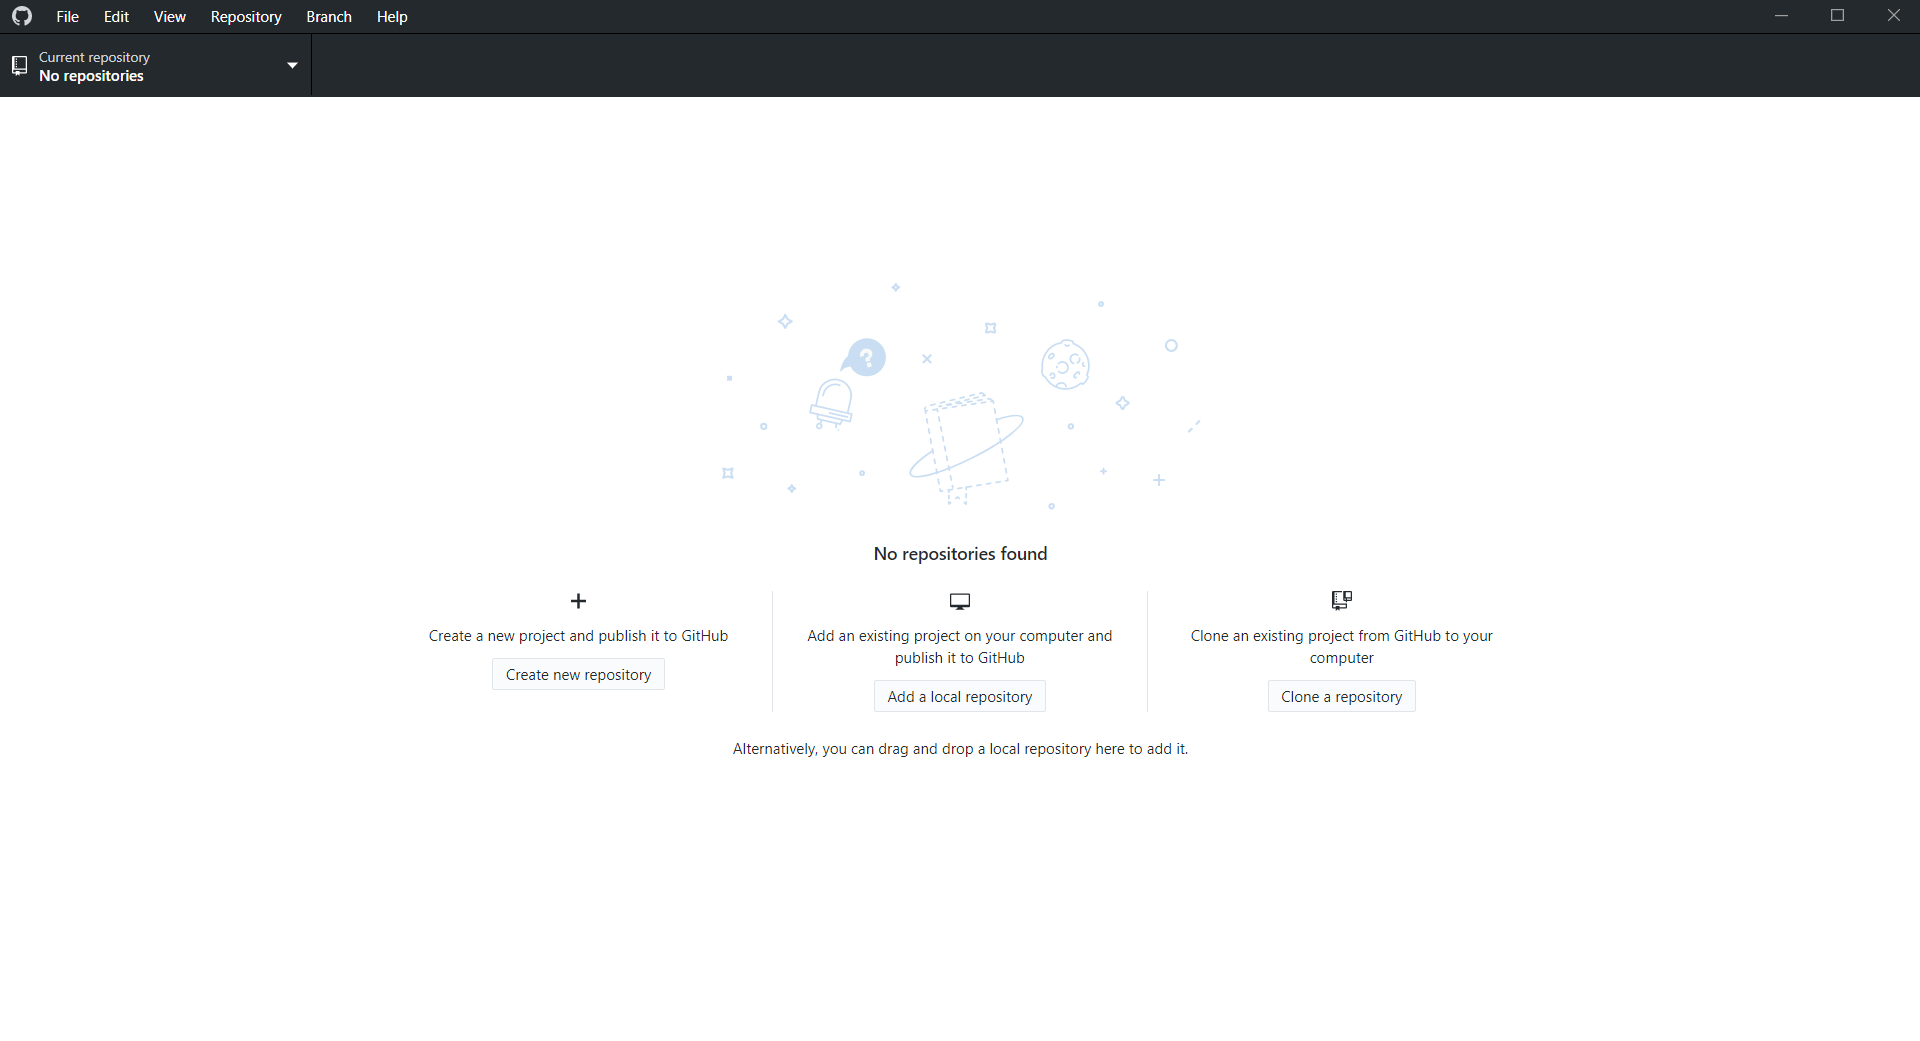 File Edit View Repository Branch Help
Current repository
No repositories
?
No repositories found
Create a new project and publish it to GitHub
Create new repository
Add an existing project on your computer and
publish it to GitHub
Add a local repository
Clone an existing project from GitHub to your
computer
Clone a repository
Alternatively, you can drag and drop a local repository here to add it.